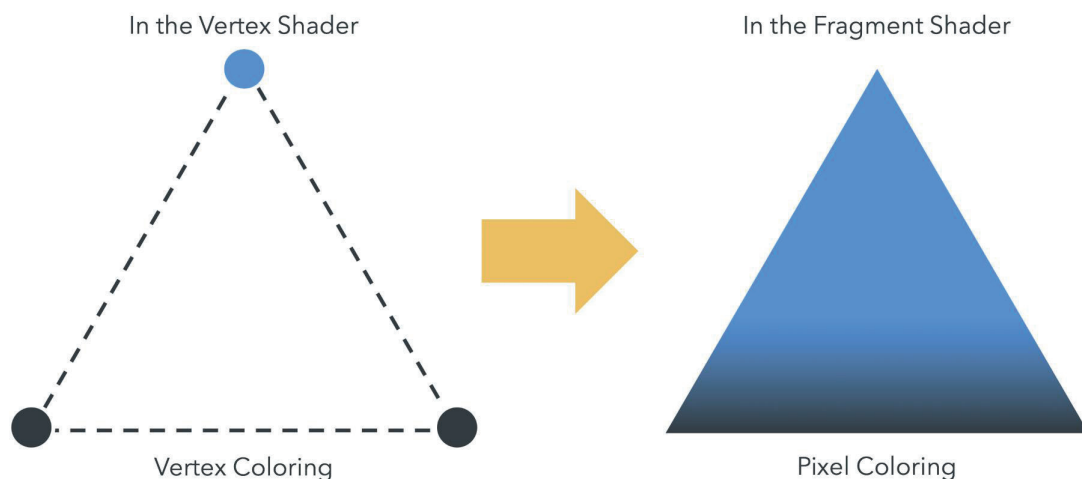 In the Vertex Shader
In the Fragment Shader
Vertex Coloring
Pixel Coloring